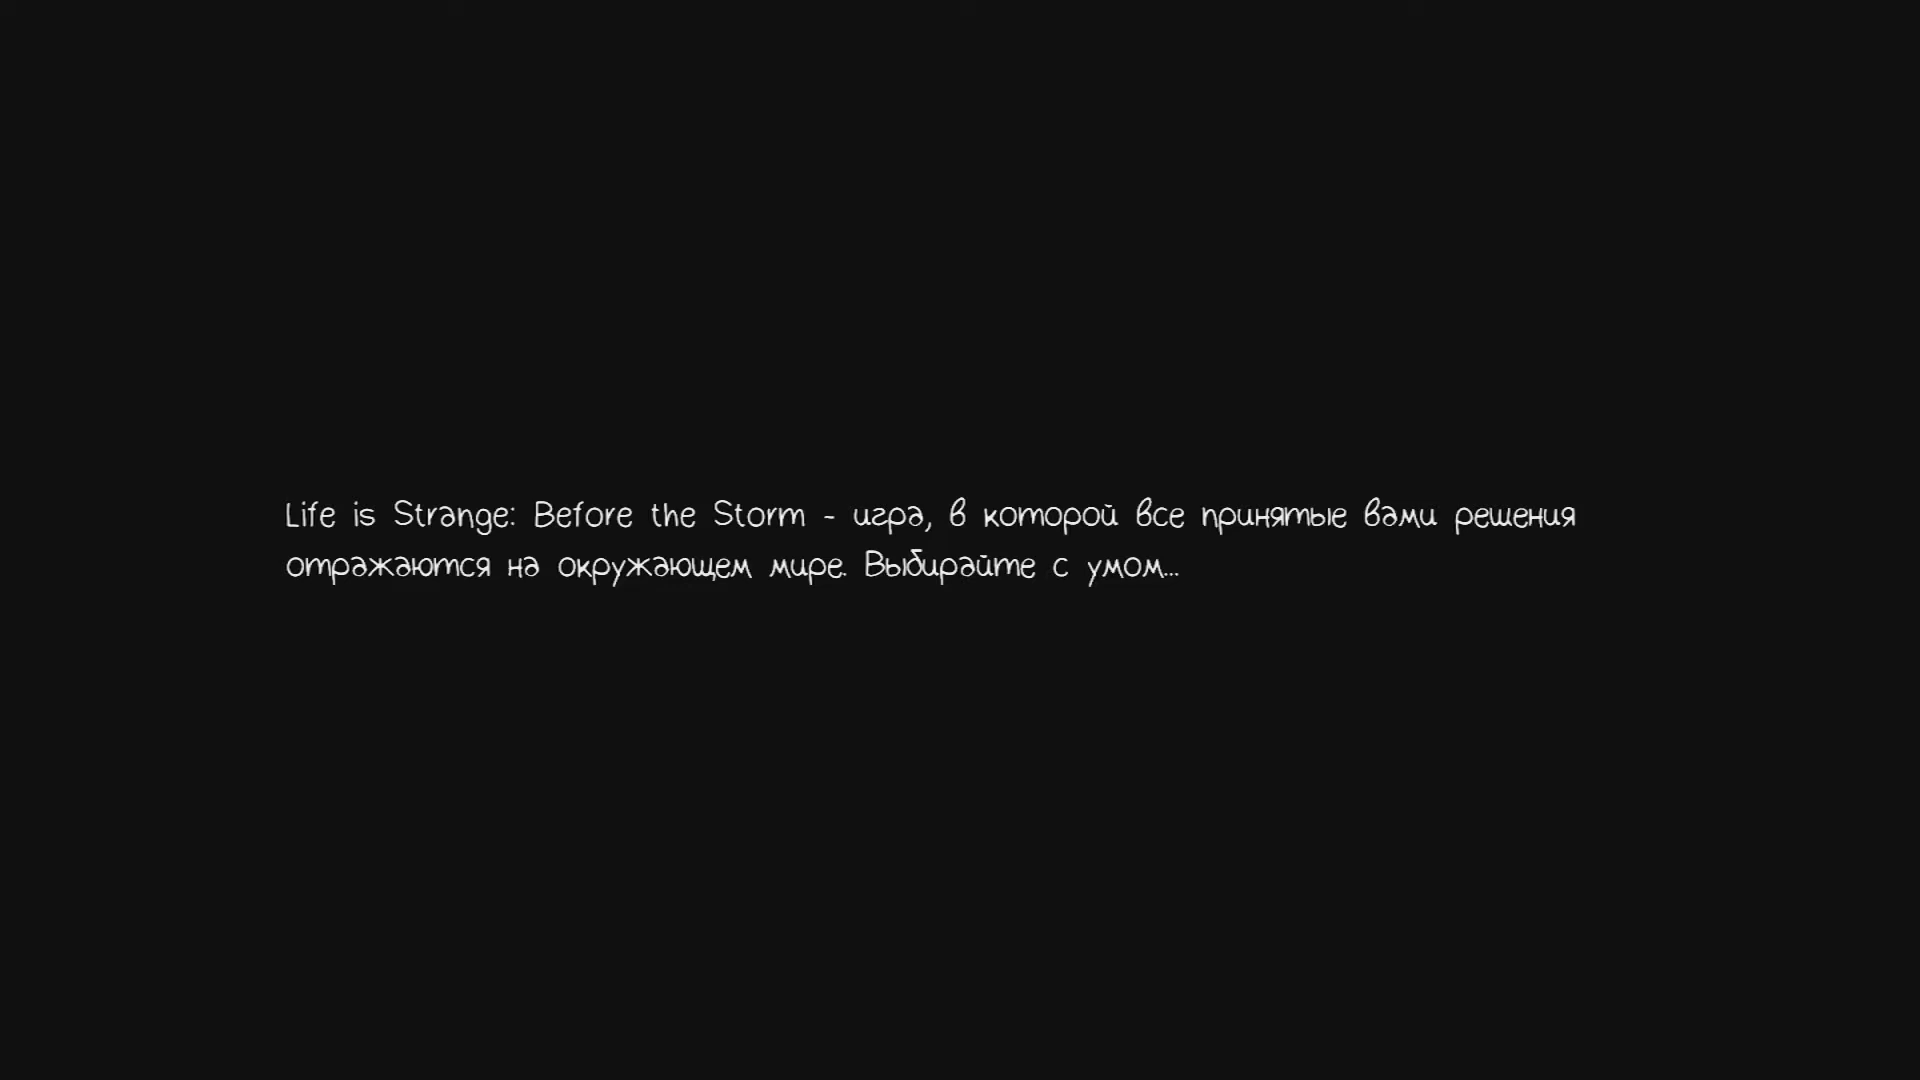 Life is Strange: Before the Storm - игра, в которой все принятые вами решения
отражаются на окружающем мире. Выбирайте с умом...